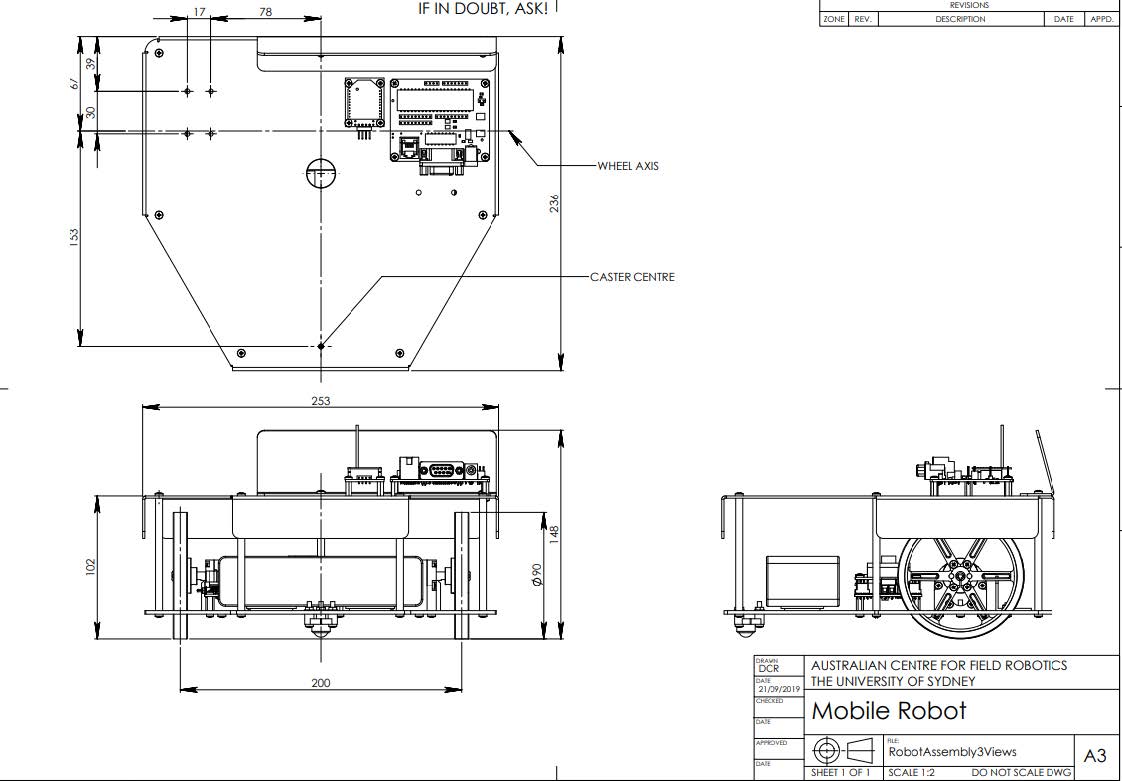 IF IN DOUBT, ASK!
REVISIONS
ZONE REV. DESCRIPTION DATE APPD.
17 78
39
67
30
WHEEL AXIS
236
153
CASTER CENTRE
253
148
102
Ø90
200
DRAWN
DCR
DATE
21/09/2019
CHECKED
DATE
APPROVED
DATE
AUSTRALIAN CENTRE FOR FIELD ROBOTICS
THE UNIVERSITY OF SYDNEY
Mobile Robot
FILE:
RobotAssembly3Views
A3
SHEET 1 OF 1 SCALE 1:2 DO NOT SCALE DWG